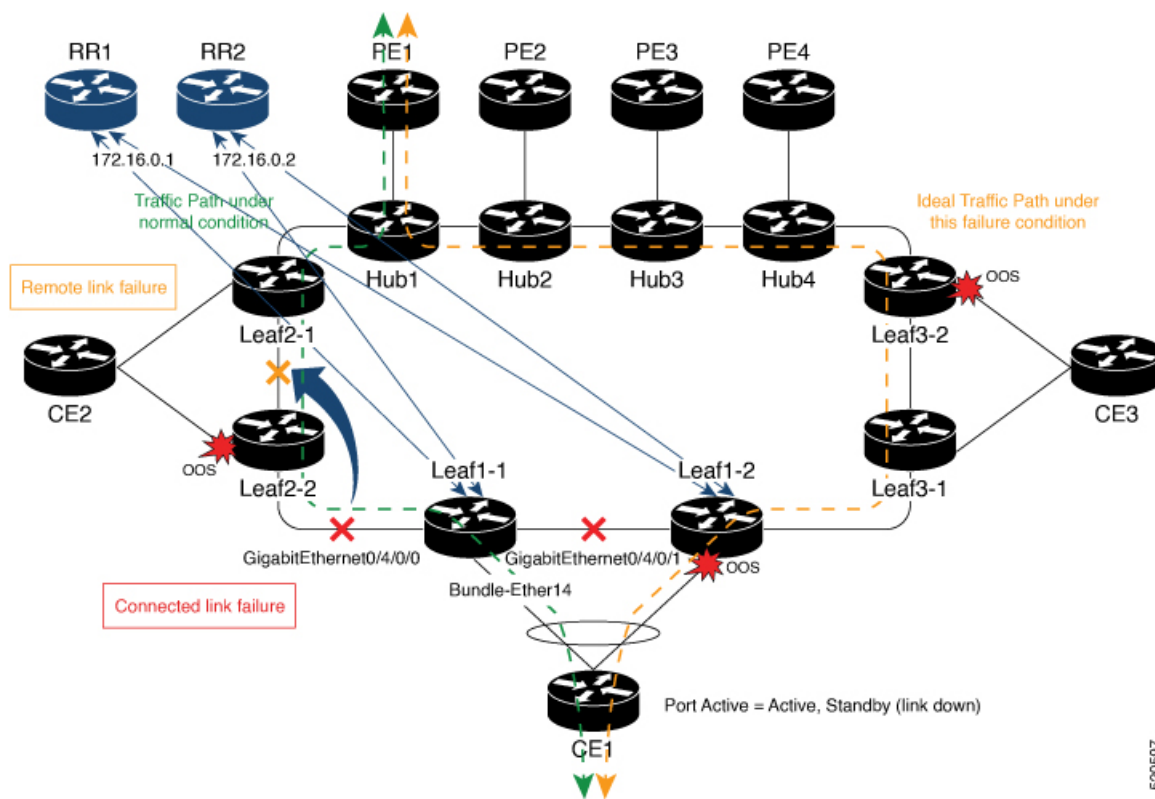 RR1
RR2
PE1
PE2
PE3
PE4
172.16.0.1
172.16.0.2
Traffic Path under
normal condition
Ideal Traffic Path under
this failure condition
Hub1
Hub2
Hub3
Hub4
Remote link failure
OOS
Leaf2-1
Leaf3-2
CE2
CE3
OOS
Leaf2-2
Leaf1-1
Leaf1-2
Leaf3-1
GigabitEthernet0/4/0/0
GigabitEthernet0/4/0/1
OOS
Bundle-Ether14
Connected link failure
Port Active = Active, Standby (link down)
CE1